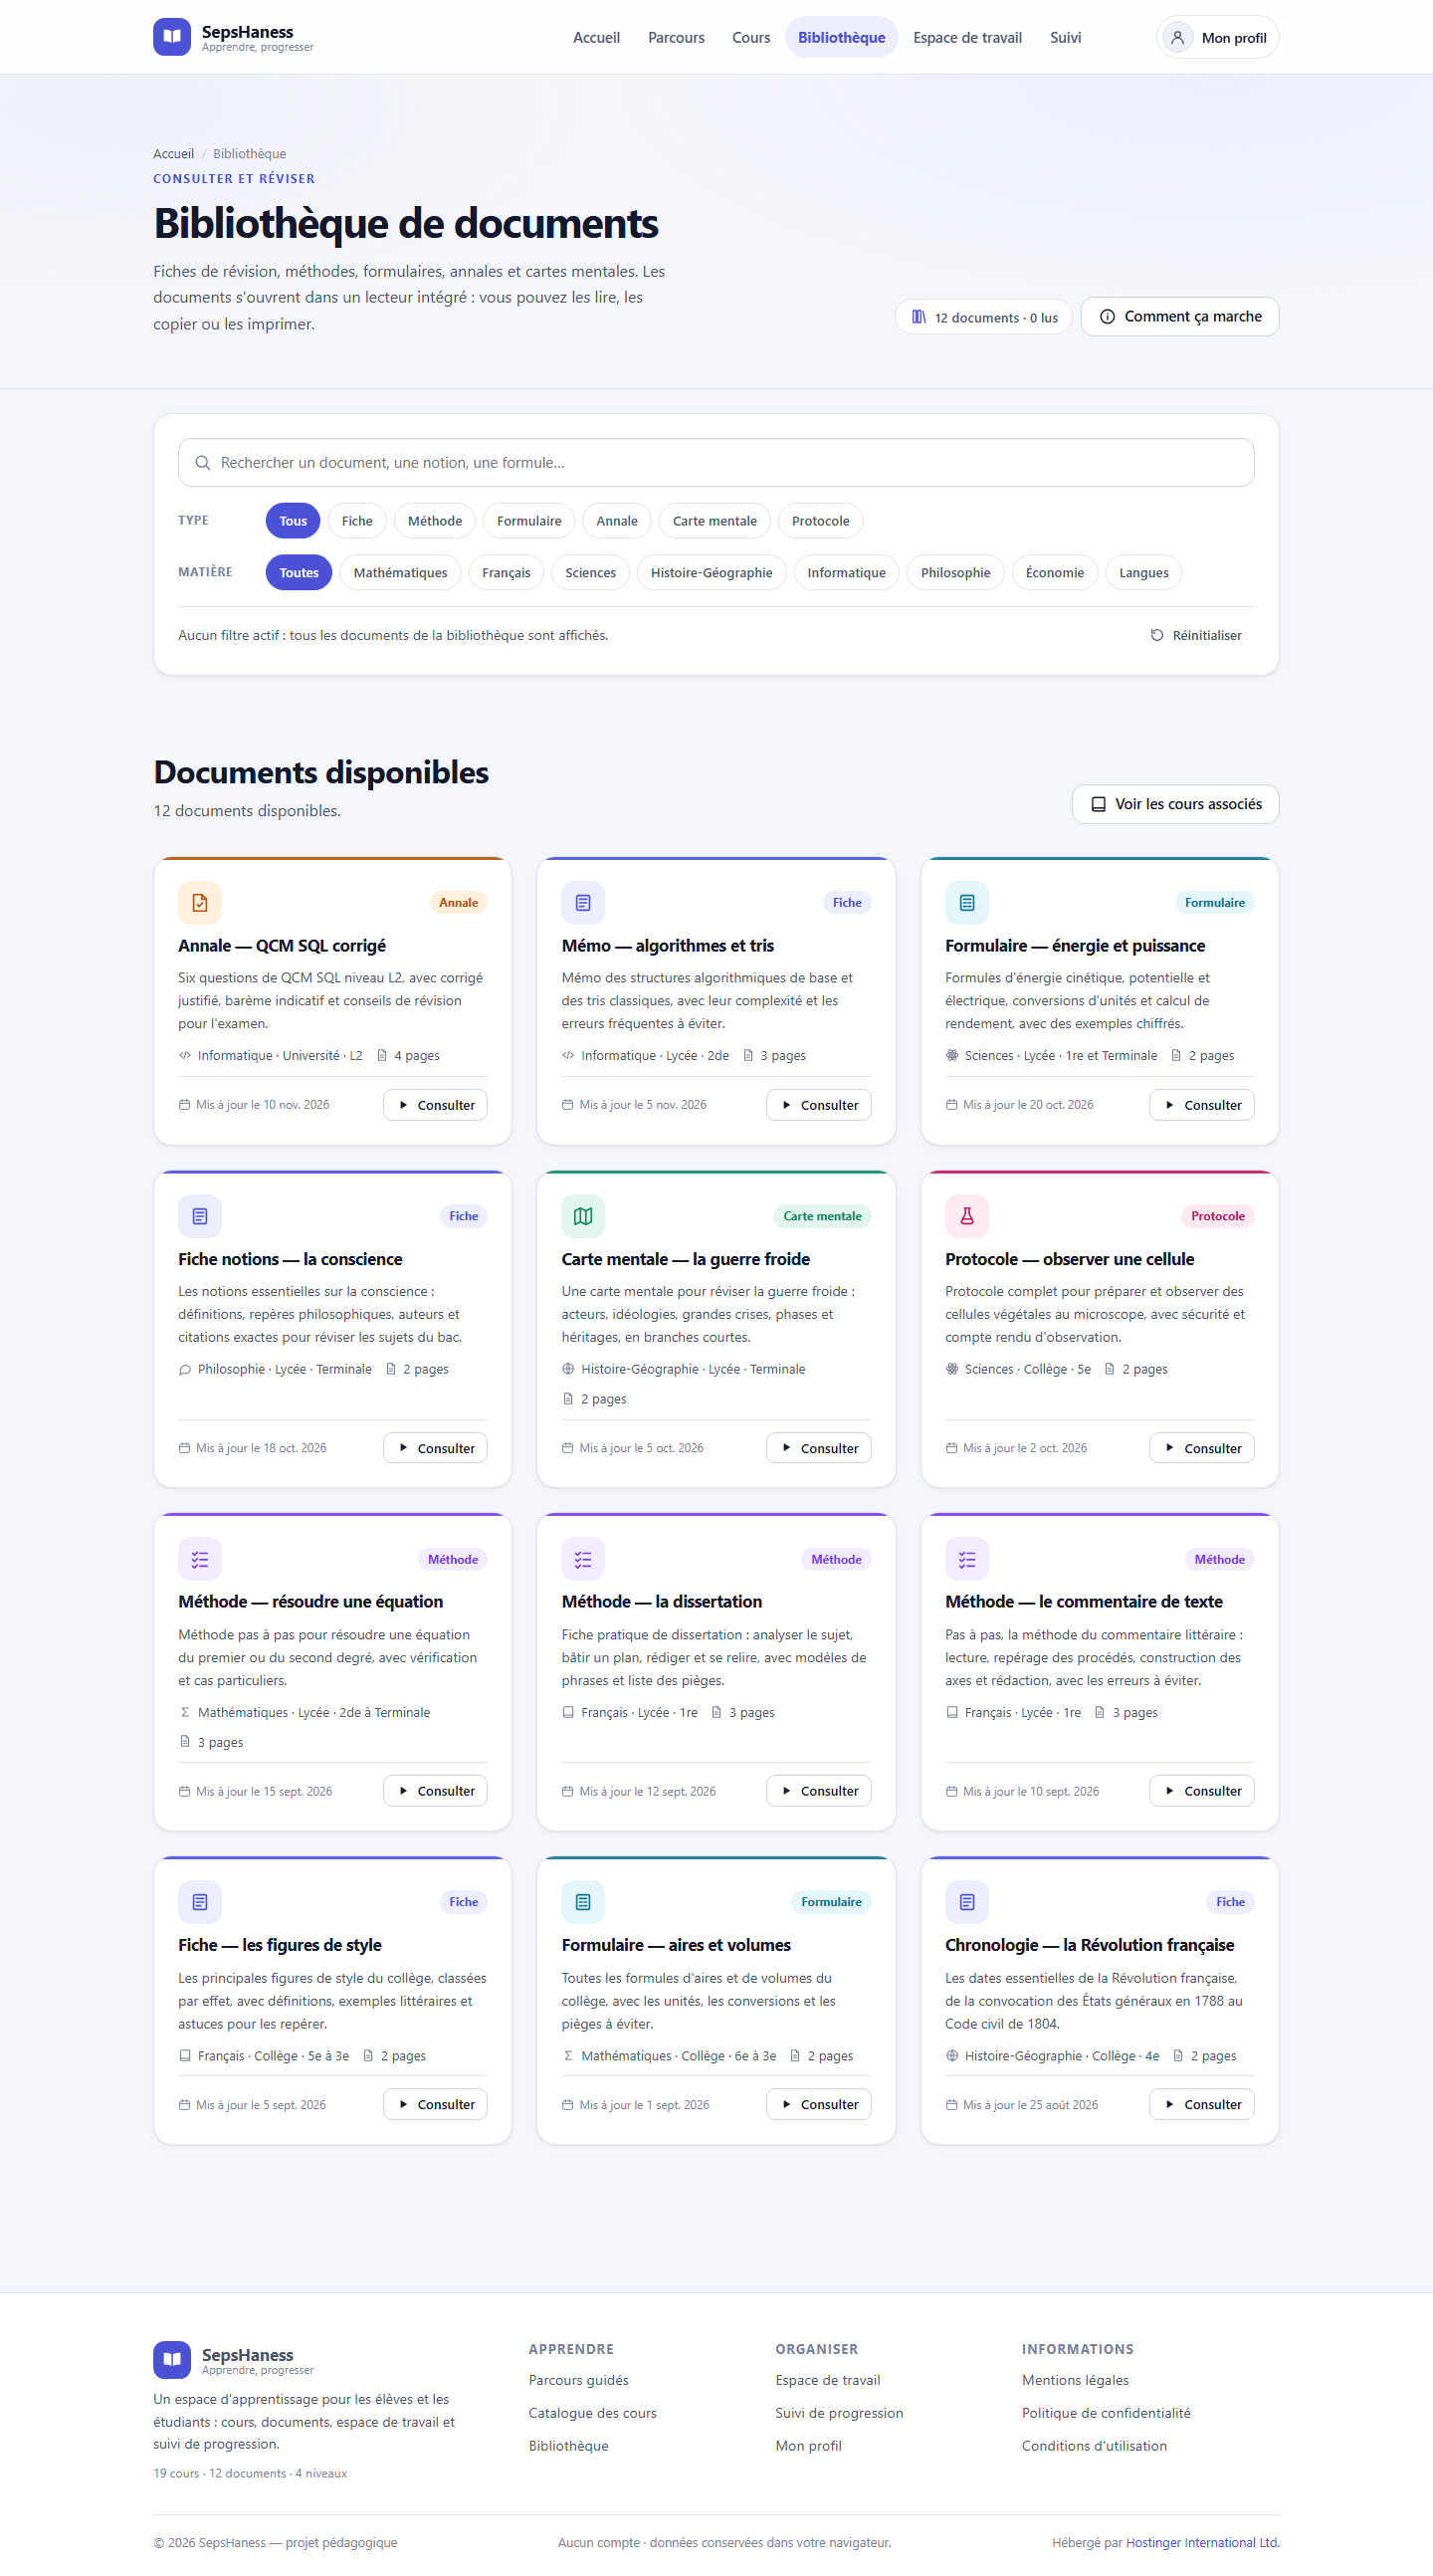 SepsHaness
Apprendre, progresser
Accueil
Parcours
Cours
Bibliothèque
Espace de travail
Suivi
Mon profil
Accueil / Bibliothèque
CONSULTER ET RÉVISER
Bibliothèque de documents
Fiches de révision, méthodes, formulaires, annales et cartes mentales. Les
documents s'ouvrent dans un lecteur intégré : vous pouvez les lire, les
copier ou les imprimer.
12 documents · 0 lus
Comment ça marche
Rechercher un document, une notion, une formule...
TYPE
Tous
Fiche
Méthode
Formulaire
Annale
Carte mentale
Protocole
MATIÈRE
Toutes
Mathématiques
Français
Sciences
Histoire-Géographie
Informatique
Philosophie
Économie
Langues
Aucun filtre actif : tous les documents de la bibliothèque sont affichés.
Réinitialiser
Documents disponibles
12 documents disponibles.
Voir les cours associés
Annale
Annale — QCM SQL corrigé
Six questions de QCM SQL niveau L2, avec corrigé
justifié, barème indicatif et conseils de révision
pour l'examen.
Informatique · Université · L2
4 pages
Mis à jour le 10 nov. 2026
Consulter
Fiche
Mémo — algorithmes et tris
Mémo des structures algorithmiques de base et
des tris classiques, avec leur complexité et les
erreurs fréquentes à éviter.
Informatique · Lycée · 2de
3 pages
Mis à jour le 5 nov. 2026
Consulter
Formulaire
Formulaire — énergie et puissance
Formules d'énergie cinétique, potentielle et
électrique, conversions d'unités et calcul de
rendement, avec des exemples chiffrés.
Sciences · Lycée · 1re et Terminale
2 pages
Mis à jour le 20 oct. 2026
Consulter
Fiche
Fiche notions — la conscience
Les notions essentielles sur la conscience :
définitions, repères philosophiques, auteurs et
citations exactes pour réviser les sujets du bac.
Philosophie · Lycée · Terminale
2 pages
Mis à jour le 18 oct. 2026
Consulter
Carte mentale
Carte mentale — la guerre froide
Une carte mentale pour réviser la guerre froide :
acteurs, idéologies, grandes crises, phases et
héritages, en branches courtes.
Histoire-Géographie · Lycée · Terminale
2 pages
Mis à jour le 5 oct. 2026
Consulter
Protocole
Protocole — observer une cellule
Protocole complet pour préparer et observer des
cellules végétales au microscope, avec sécurité et
compte rendu d'observation.
Sciences · Collège · 5e
2 pages
Mis à jour le 2 oct. 2026
Consulter
Méthode
Méthode — résoudre une équation
Méthode pas à pas pour résoudre une équation
du premier ou du second degré, avec vérification
et cas particuliers.
Mathématiques · Lycée · 2de à Terminale
3 pages
Mis à jour le 15 sept. 2026
Consulter
Méthode
Méthode — la dissertation
Fiche pratique de dissertation : analyser le sujet,
bâtir un plan, rédiger et se relire, avec modèles de
phrases et liste des pièges.
Français · Lycée · 1re
3 pages
Mis à jour le 12 sept. 2026
Consulter
Méthode
Méthode — le commentaire de texte
Pas à pas, la méthode du commentaire littéraire :
lecture, repérage des procédés, construction des
axes et rédaction, avec les erreurs à éviter.
Français · Lycée · 1re
3 pages
Mis à jour le 10 sept. 2026
Consulter
Fiche
Fiche — les figures de style
Les principales figures de style du collège, classées
par effet, avec définitions, exemples littéraires et
astuces pour les repérer.
Français · Collège · 5e à 3e
2 pages
Mis à jour le 5 sept. 2026
Consulter
Formulaire
Formulaire — aires et volumes
Toutes les formules d'aires et de volumes du
collège, avec les unités, les conversions et les
pièges à éviter.
Mathématiques · Collège · 6e à 3e
2 pages
Mis à jour le 1 sept. 2026
Consulter
Fiche
Chronologie — la Révolution française
Les dates essentielles de la Révolution française,
de la convocation des États généraux en 1788 au
Code civil de 1804.
Histoire-Géographie · Collège · 4e
2 pages
Mis à jour le 25 août 2026
Consulter
SepsHaness
Apprendre, progresser
Un espace d'apprentissage pour les élèves et les
étudiants : cours, documents, espace de travail et
suivi de progression.
19 cours · 12 documents · 4 niveaux
APPRENDRE
Parcours guidés
Catalogue des cours
Bibliothèque
ORGANISER
Espace de travail
Suivi de progression
Mon profil
INFORMATIONS
Mentions légales
Politique de confidentialité
Conditions d'utilisation
© 2026 SepsHaness — projet pédagogique
Aucun compte · données conservées dans votre navigateur.
Hébergé par Hostinger International Ltd.